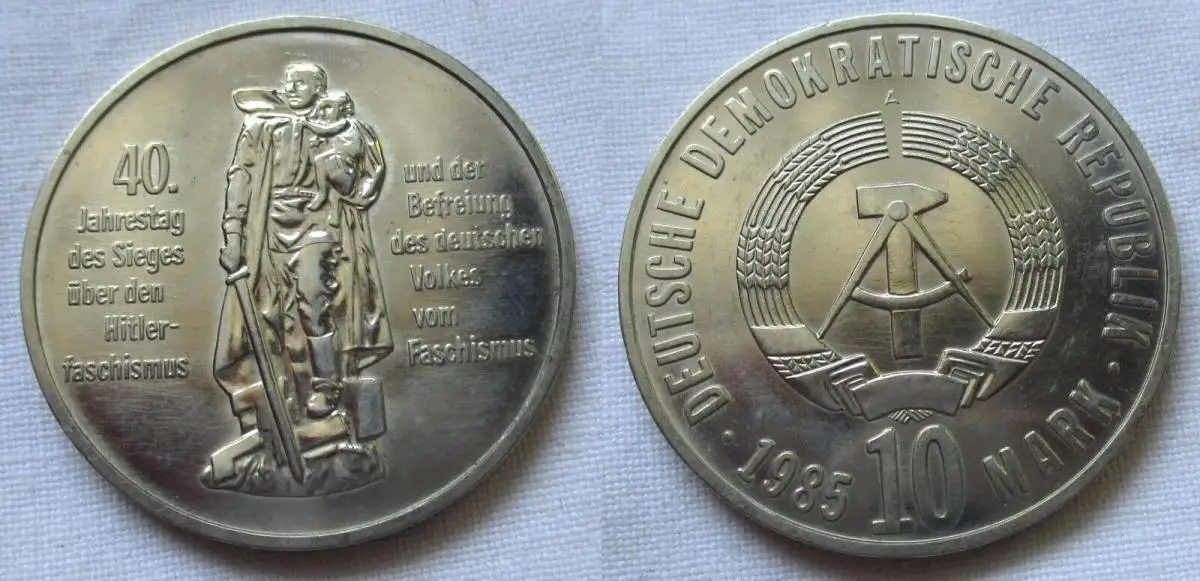 40.
Jahrestag
des Sieges
über den
Hitler-
faschismus
und der
Befreiung
des deutschen
Volkes
vom
Faschismus
DEUTSCHE DEMOKRATISCHE REPUBLIK
A
• 1985 10 MARK •